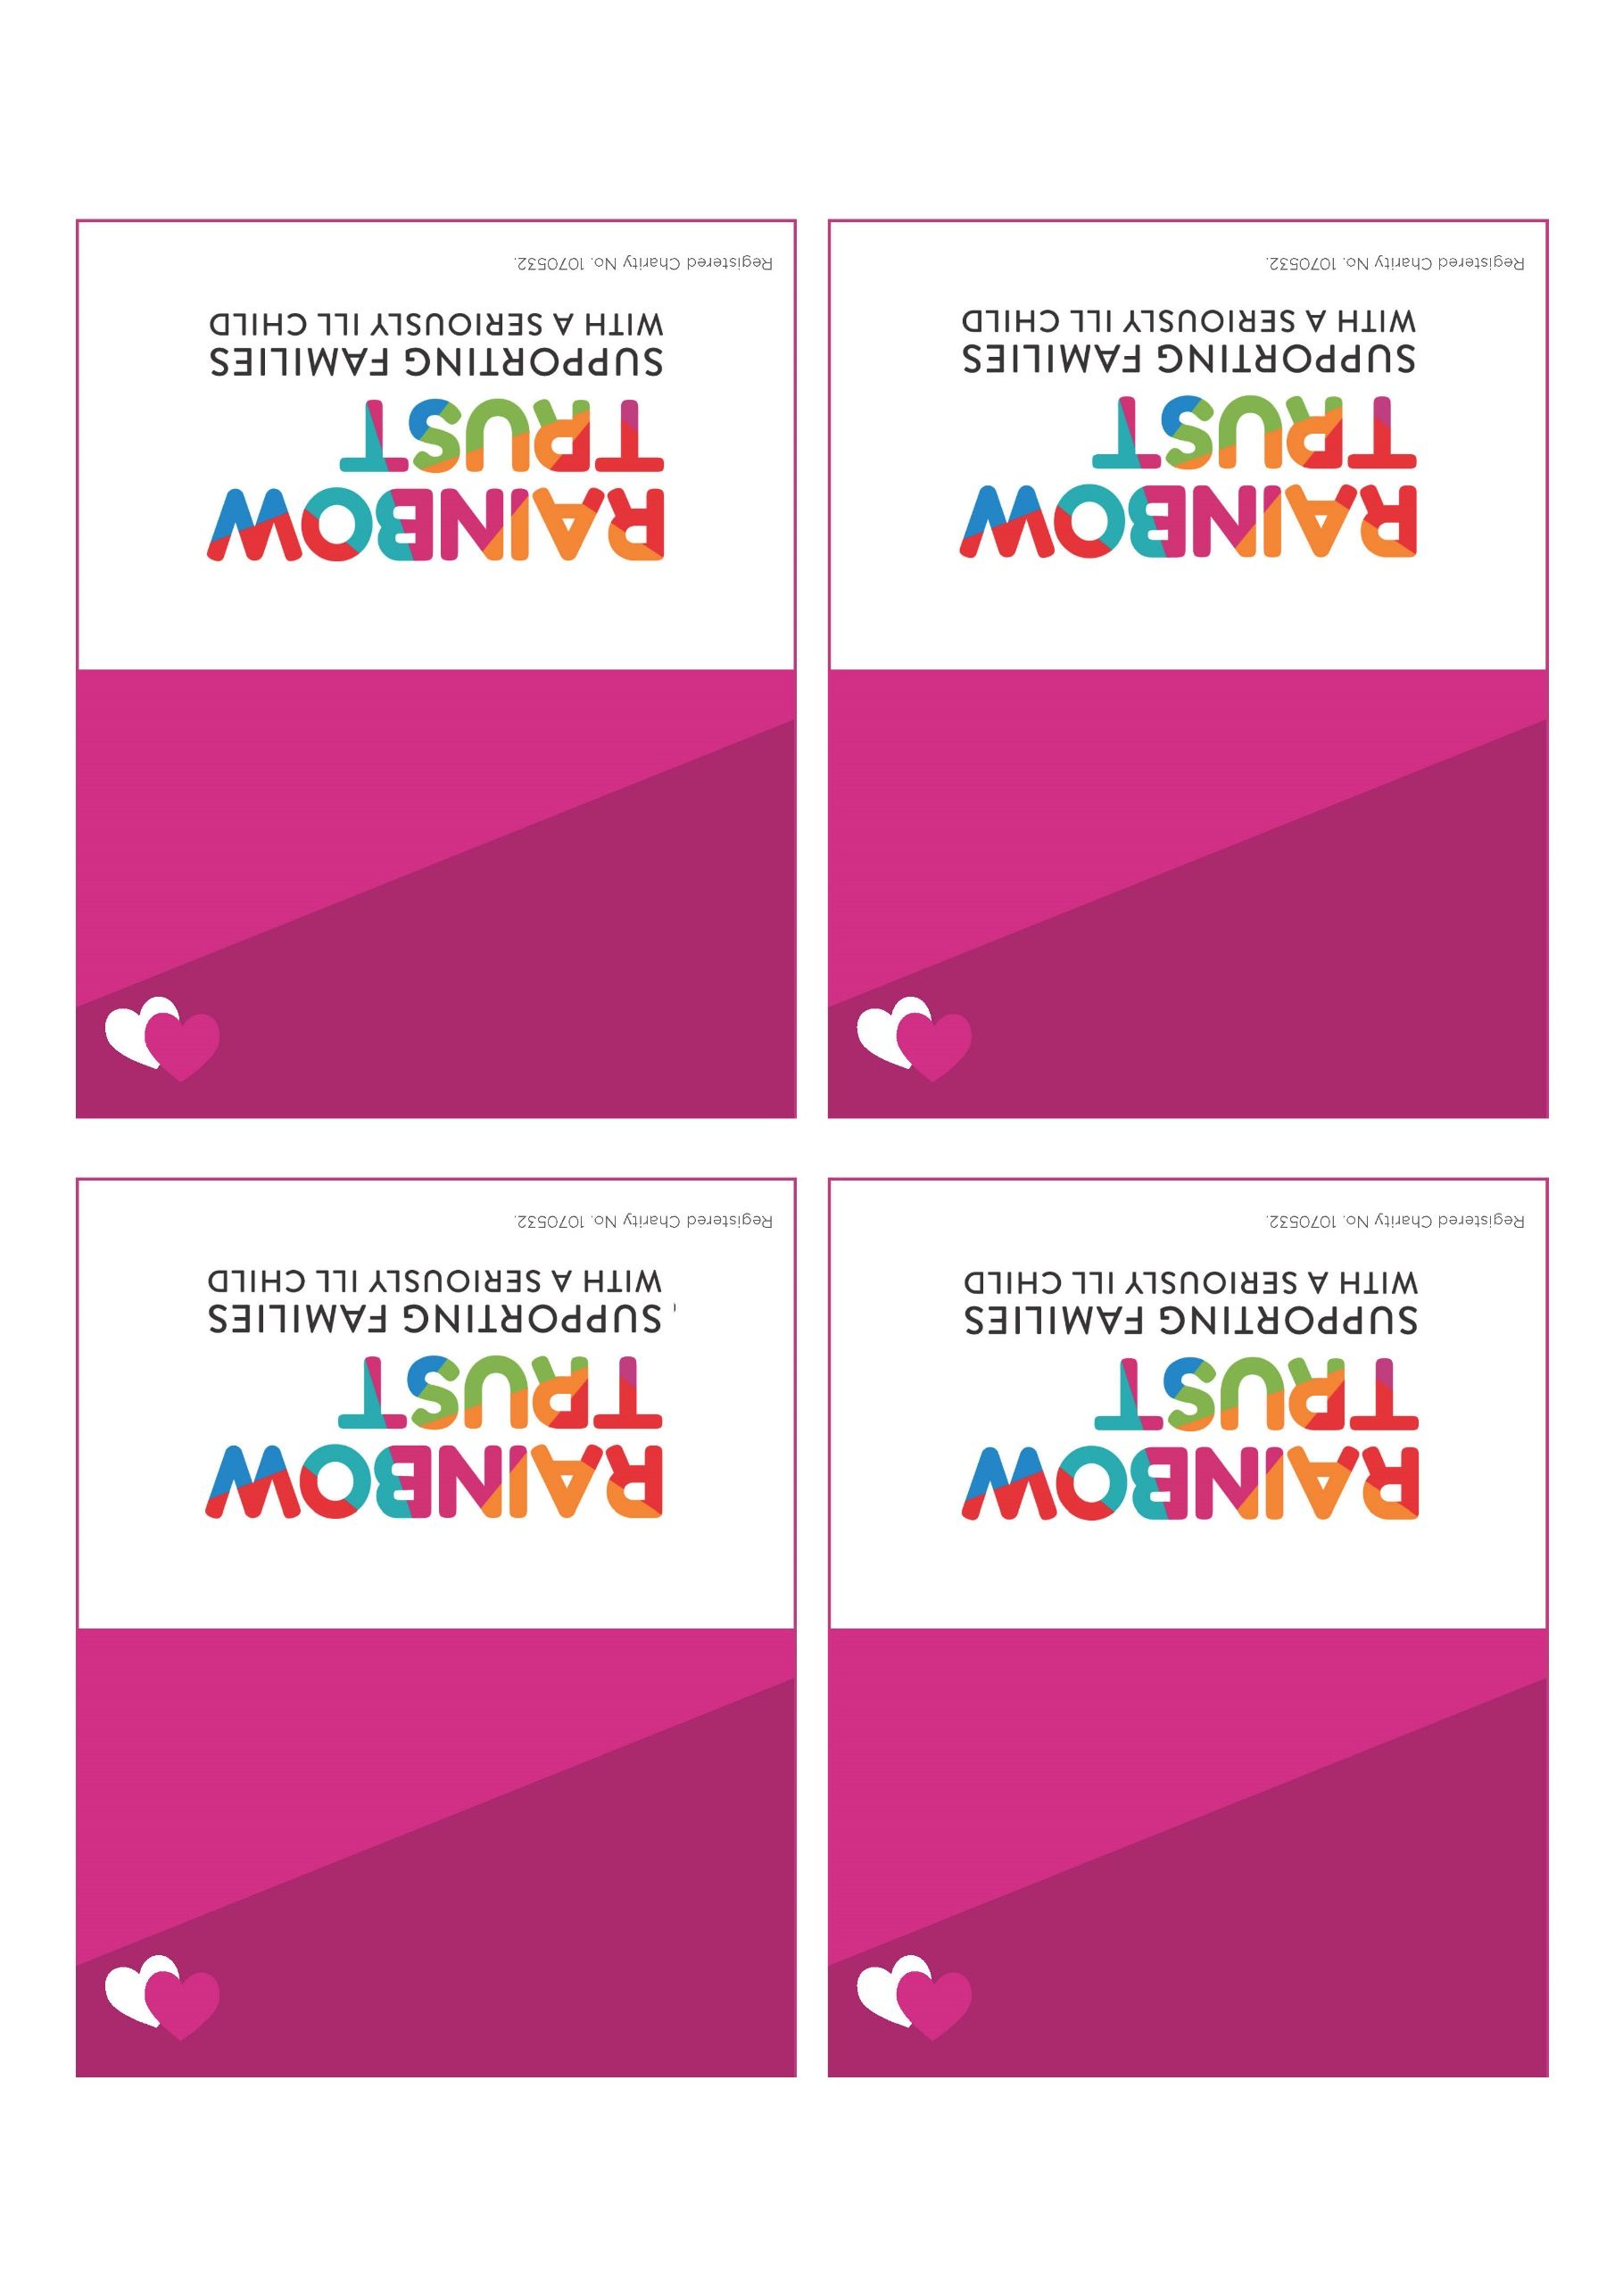 RAINBOW
TRUST
SUPPORTING FAMILIES
WITH A SERIOUSLY ILL CHILD
Registered Charity No. 1070532.
RAINBOW
TRUST
SUPPORTING FAMILIES
WITH A SERIOUSLY ILL CHILD
Registered Charity No. 1070532.
RAINBOW
TRUST
SUPPORTING FAMILIES
WITH A SERIOUSLY ILL CHILD
Registered Charity No. 1070532.
RAINBOW
TRUST
SUPPORTING FAMILIES
WITH A SERIOUSLY ILL CHILD
Registered Charity No. 1070532.